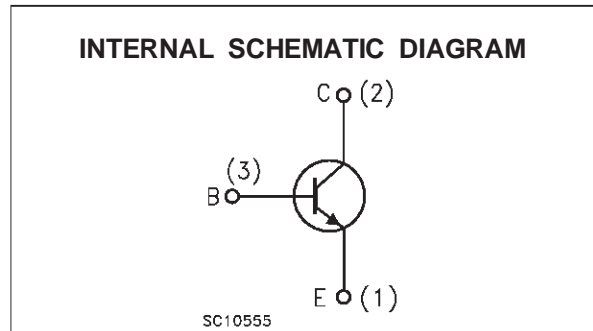 INTERNAL SCHEMATIC DIAGRAM
C (2)
(3)
B
E (1)
SC10555